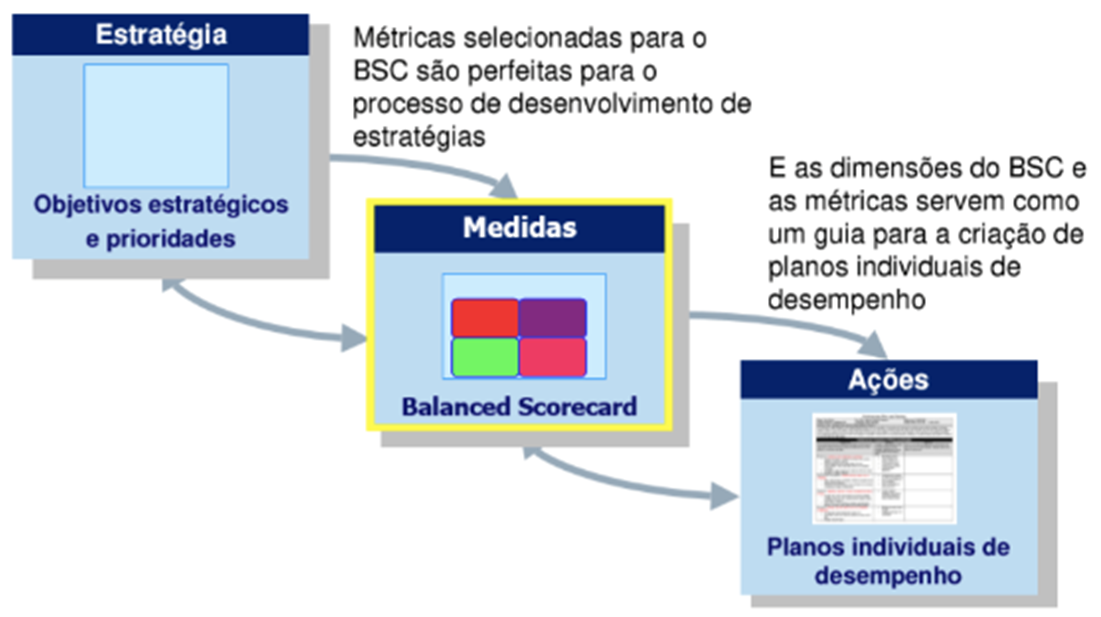 Estratégia
Objetivos estratégicos
e prioridades
Métricas selecionadas para o
BSC são perfeitas para o
processo de desenvolvimento de
estratégias
Medidas
Balanced Scorecard
E as dimensões do BSC e
as métricas servem como
um guia para a criação de
planos individuais de
desempenho
Ações
Planos individuais de
desempenho